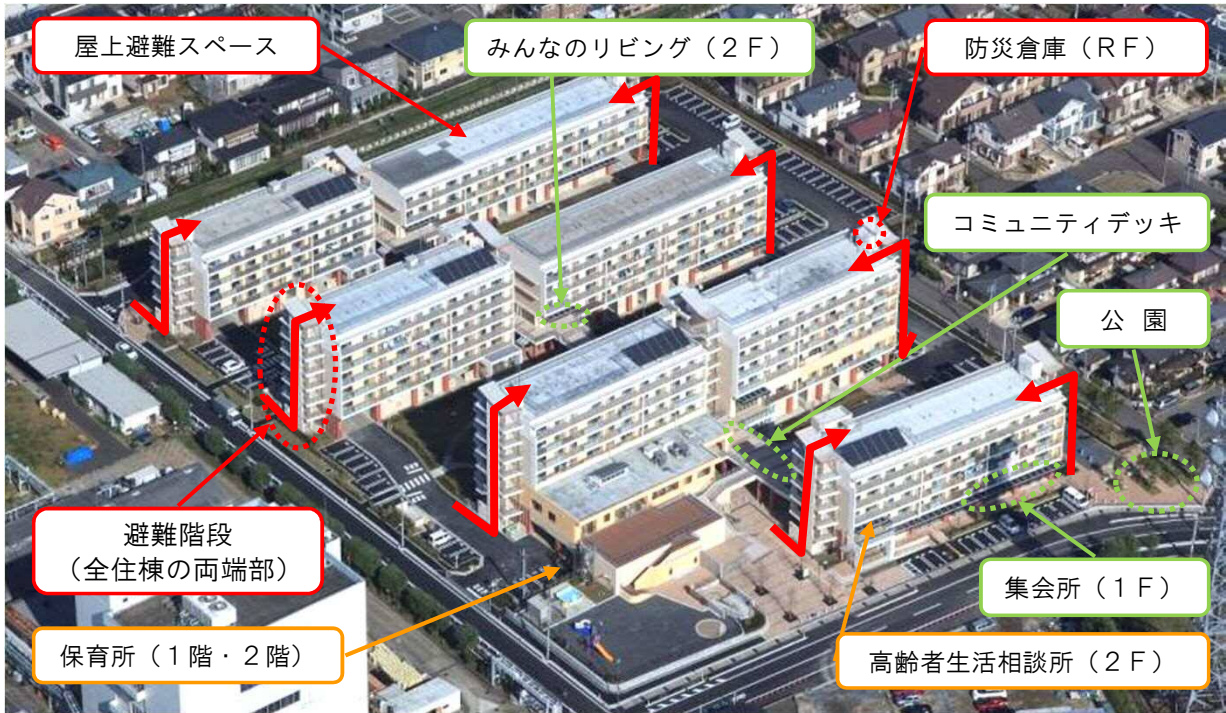 屋上避難スペース
みんなのリビング（２F）
防災倉庫（RF）
コミュニティデッキ
公 園
避難階段
（全住棟の両端部）
集会所（１F）
保育所（１階・２階）
高齢者生活相談所（２F）